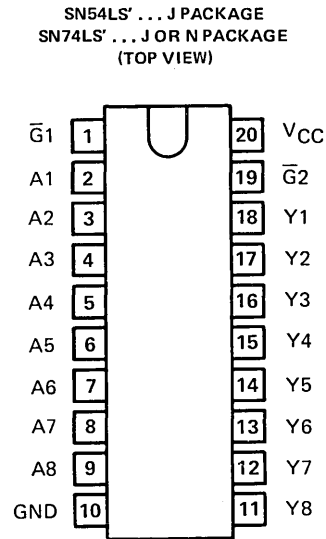 SN54LS' . . . J PACKAGE
SN74LS' . . . J OR N PACKAGE
(TOP VIEW)
G̅1 1 20 VCC
A1 2 19 G̅2
A2 3 18 Y1
A3 4 17 Y2
A4 5 16 Y3
A5 6 15 Y4
A6 7 14 Y5
A7 8 13 Y6
A8 9 12 Y7
GND 10 11 Y8